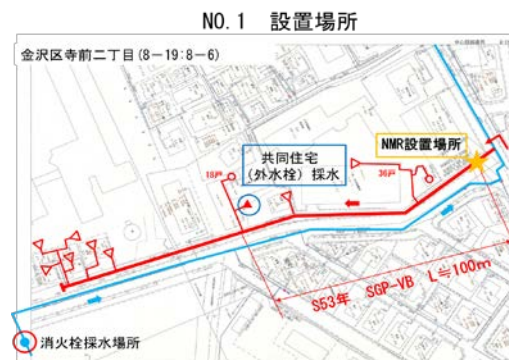 NO.1 設置場所
金沢区寺前二丁目(8-19:8-6)
NMR設置場所
共同住宅
(外水栓)採水
18戸
36戸
S53年 SGP-VB L≒100m
消火栓採水場所